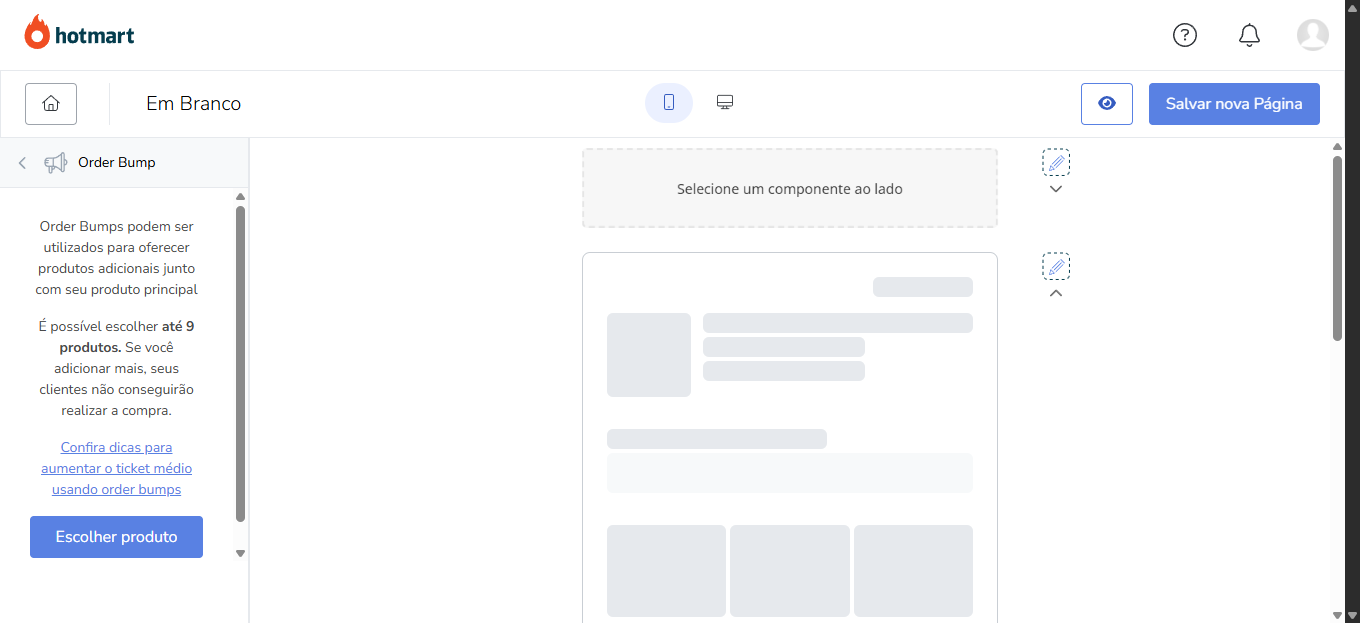 hotmart
Em Branco
Salvar nova Página
Order Bump
Order Bumps podem ser
utilizados para oferecer
produtos adicionais junto
com seu produto principal
É possível escolher até 9
produtos. Se você
adicionar mais, seus
clientes não conseguirão
realizar a compra.
Confira dicas para
aumentar o ticket médio
usando order bumps
Escolher produto
Selecione um componente ao lado